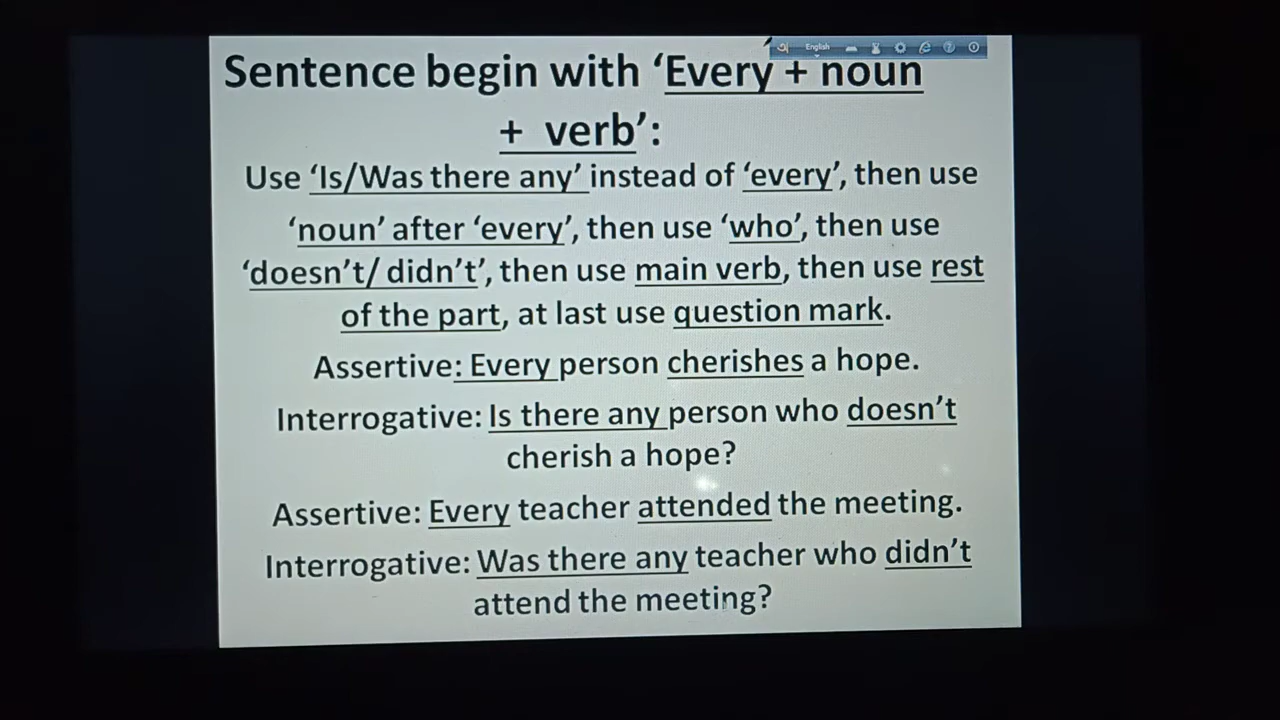 English
Sentence begin with ‘Every + noun
+ verb’:
Use ‘Is/Was there any’ instead of ‘every’, then use
‘noun’ after ‘every’, then use ‘who’, then use
‘doesn’t/ didn’t’, then use main verb, then use rest
of the part, at last use question mark.
Assertive: Every person cherishes a hope.
Interrogative: Is there any person who doesn’t
cherish a hope?
Assertive: Every teacher attended the meeting.
Interrogative: Was there any teacher who didn’t
attend the meeting?